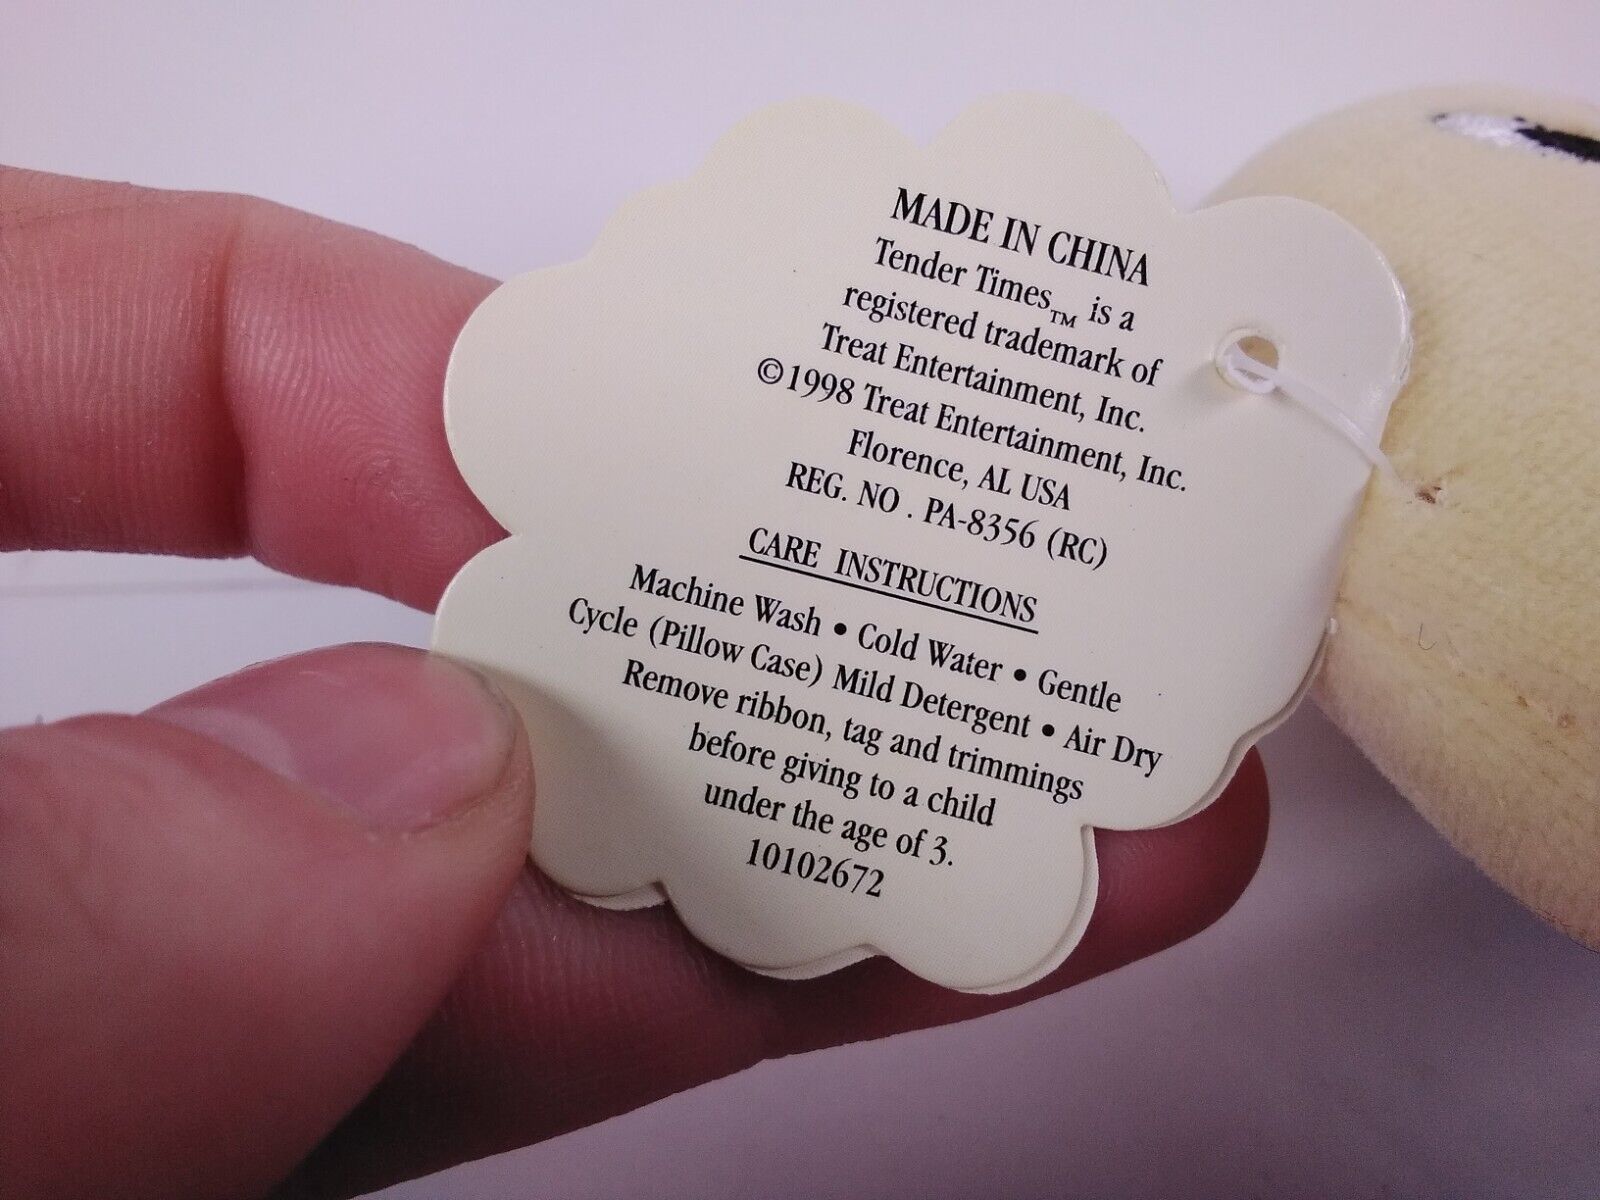 MADE IN CHINA
Tender Times™ is a
registered trademark of
Treat Entertainment, Inc.
©1998 Treat Entertainment, Inc.
Florence, AL USA
REG. NO . PA-8356 (RC)
CARE INSTRUCTIONS
Machine Wash • Cold Water • Gentle
Cycle (Pillow Case) Mild Detergent • Air Dry
Remove ribbon, tag and trimmings
before giving to a child
under the age of 3.
10102672